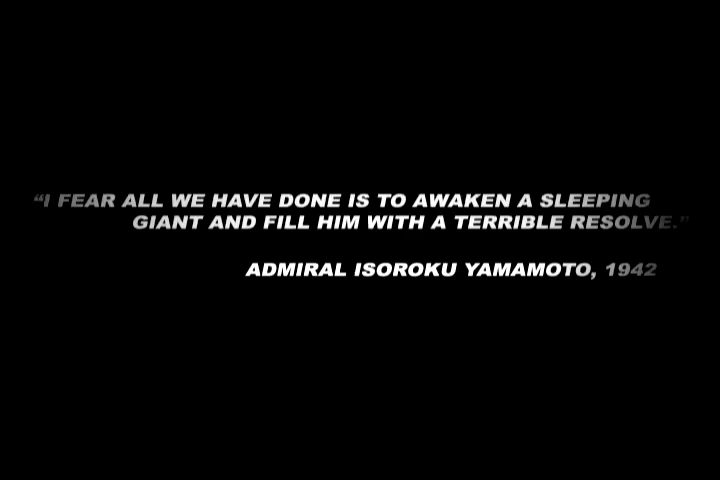 “I FEAR ALL WE HAVE DONE IS TO AWAKEN A SLEEPING
GIANT AND FILL HIM WITH A TERRIBLE RESOLVE.”
ADMIRAL ISOROKU YAMAMOTO, 1942